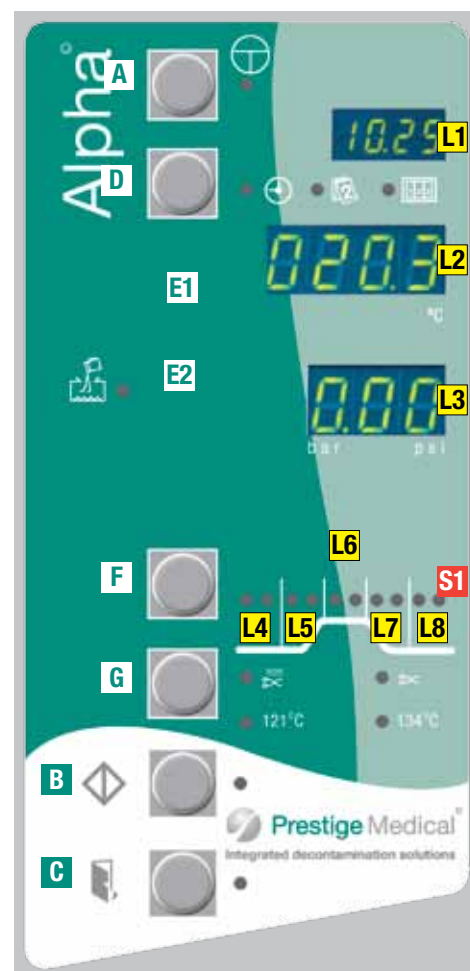 Alpha®
A
10.25 L1
D
020.3 L2
E1
°C
E2
0.00 L3
bar psi
L6
F S1
L4 L5 L7 L8
G
121°C 134°C
B
Prestige Medical®
Integrated decontamination solutions
C